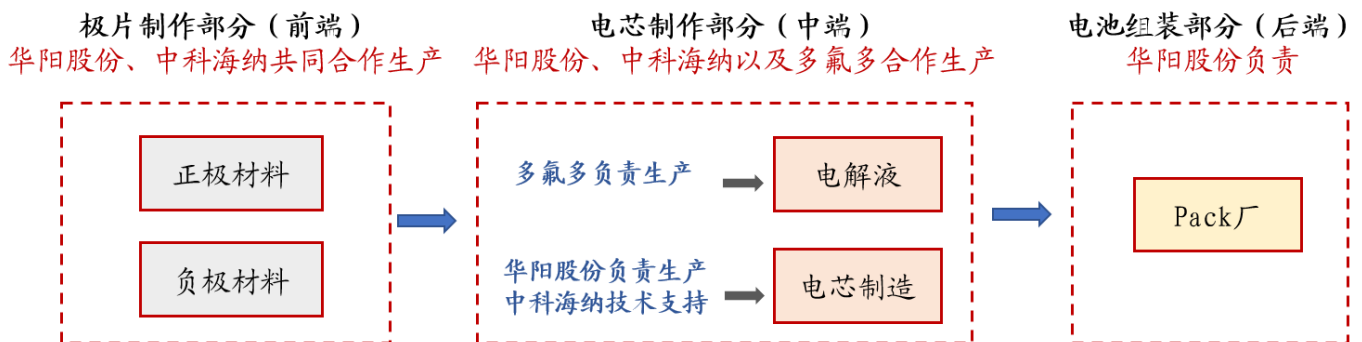 极片制作部分（前端）
华阳股份、中科海纳共同合作生产
正极材料
负极材料
电芯制作部分（中端）
华阳股份、中科海纳以及多氟多合作生产
多氟多负责生产
电解液
华阳股份负责生产
中科海纳技术支持
电芯制造
电池组装部分（后端）
华阳股份负责
Pack厂